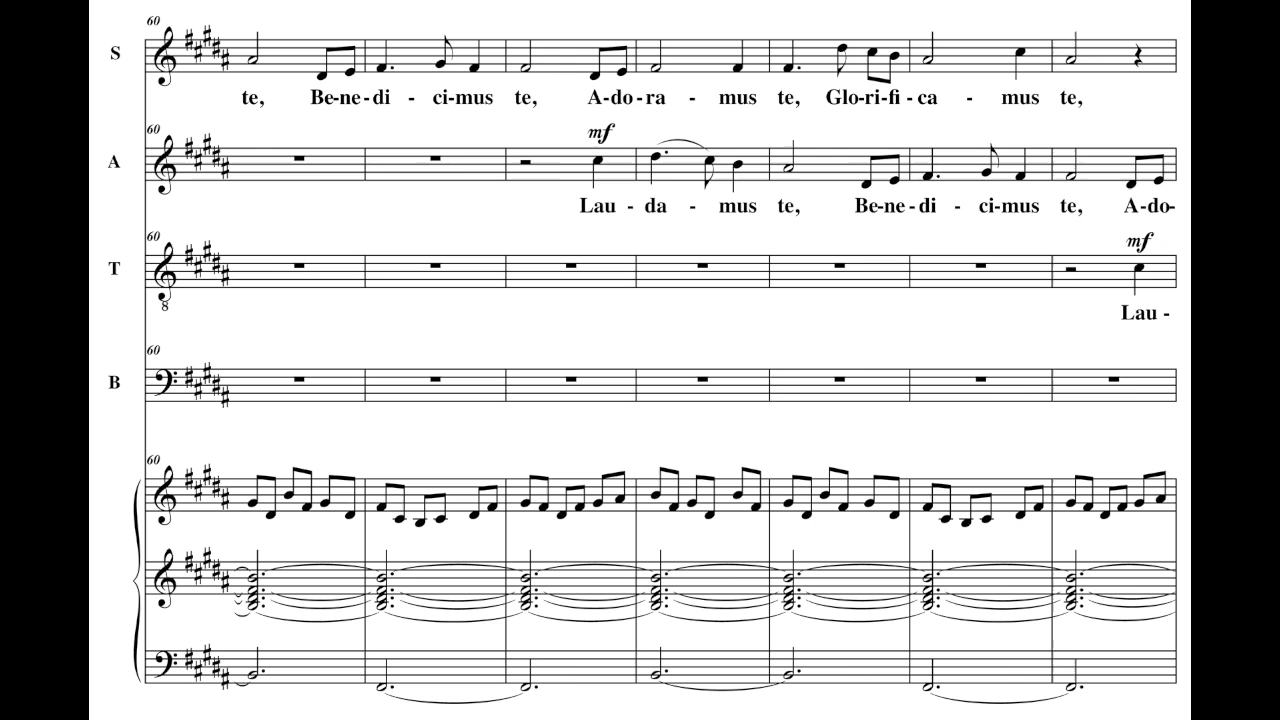 60
S
te, Be-ne-di - ci-mus te, A-do-ra - mus te, Glo-ri-fi-ca - mus te,
60
mf
A
Lau - da - mus te, Be-ne-di - ci-mus te, A-do-
60
mf
T
8
Lau -
60
B
60